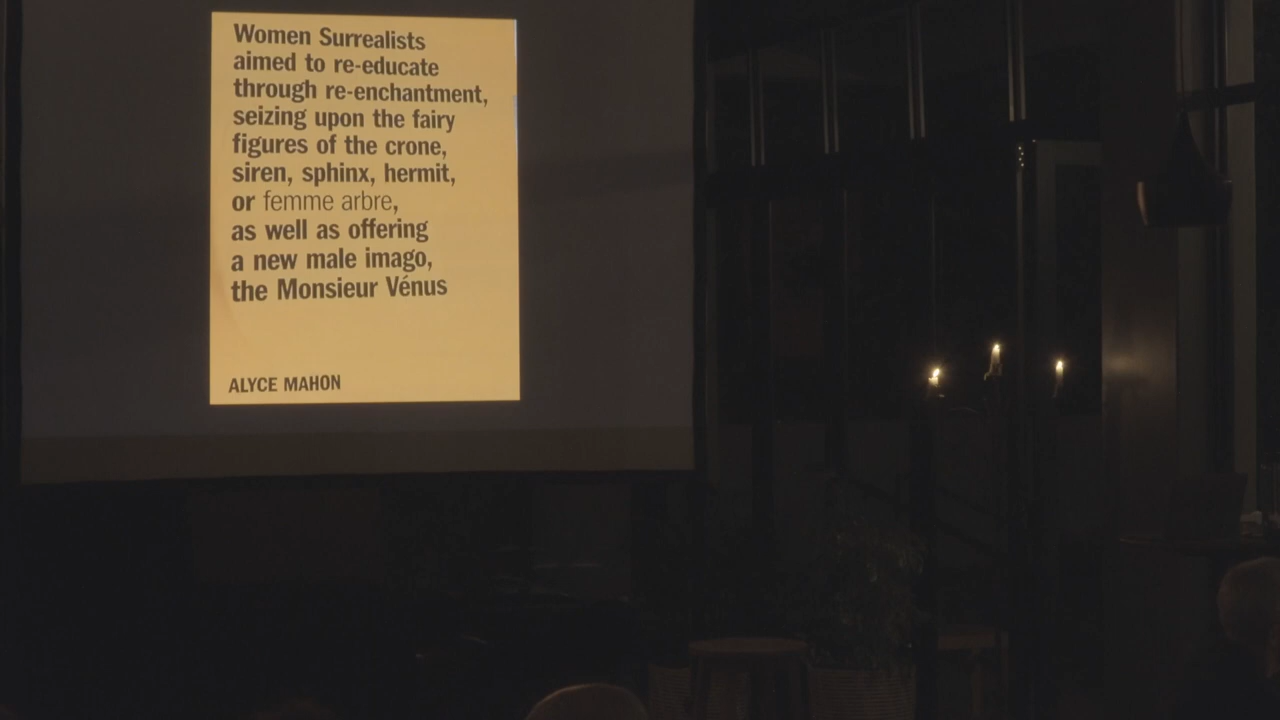 Women Surrealists
aimed to re-educate
through re-enchantment,
seizing upon the fairy
figures of the crone,
siren, sphinx, hermit,
or femme arbre,
as well as offering
a new male imago,
the Monsieur Vénus
ALYCE MAHON